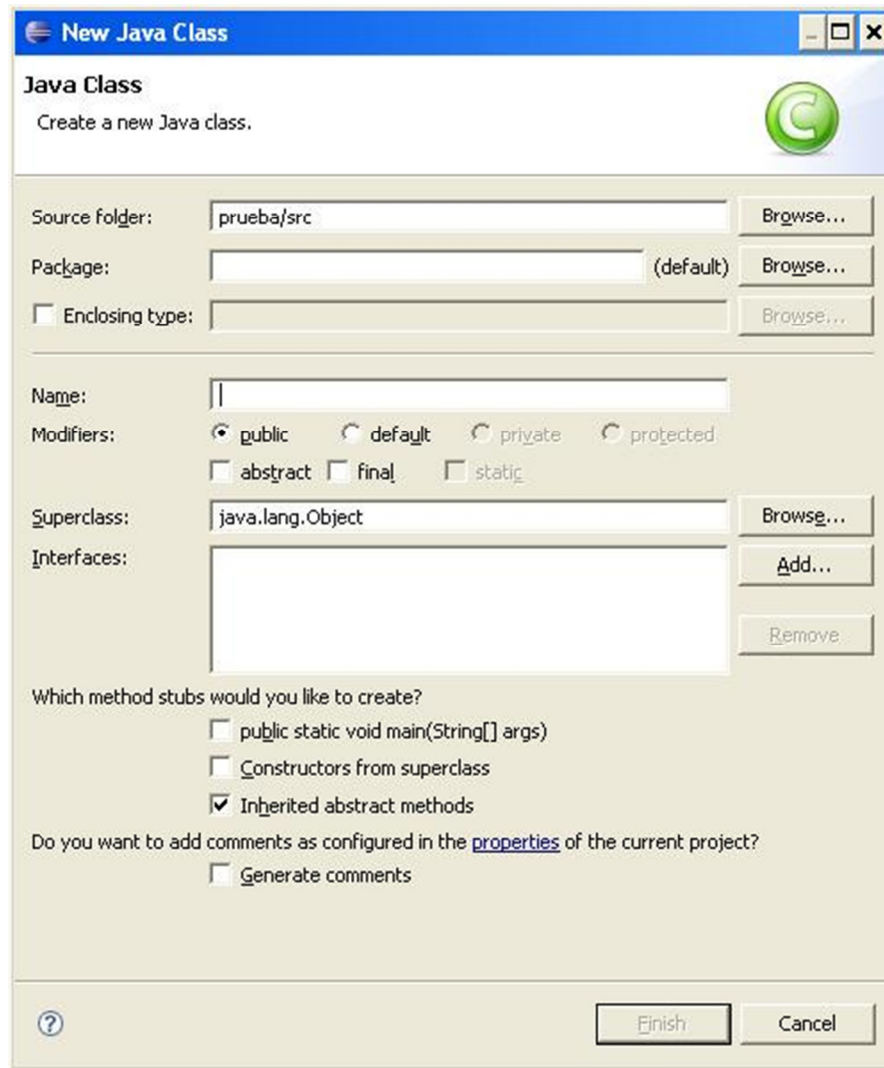 New Java Class
Java Class
Create a new Java class.
C
Source folder: prueba/src Browse...
Package: (default) Browse...
Enclosing type: Browse...
Name:
Modifiers: public default private protected
abstract final static
Superclass: java.lang.Object Browse...
Interfaces: Add...
Remove
Which method stubs would you like to create?
public static void main(String[] args)
Constructors from superclass
Inherited abstract methods
Do you want to add comments as configured in the properties of the current project?
Generate comments
? Finish Cancel